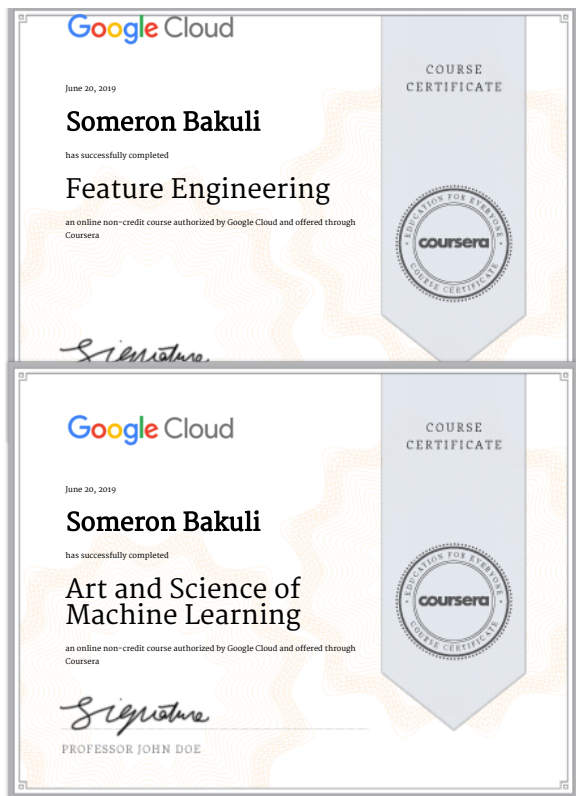 Google Cloud
COURSE
CERTIFICATE
June 20, 2019
Someron Bakuli
has successfully completed
Feature Engineering
an online non-credit course authorized by Google Cloud and offered through
Coursera
EDUCATION FOR EVERYONE
coursera
COURSE CERTIFICATE
Signature
Google Cloud
COURSE
CERTIFICATE
June 20, 2019
Someron Bakuli
has successfully completed
Art and Science of
Machine Learning
an online non-credit course authorized by Google Cloud and offered through
Coursera
EDUCATION FOR EVERYONE
coursera
COURSE CERTIFICATE
Signature
PROFESSOR JOHN DOE